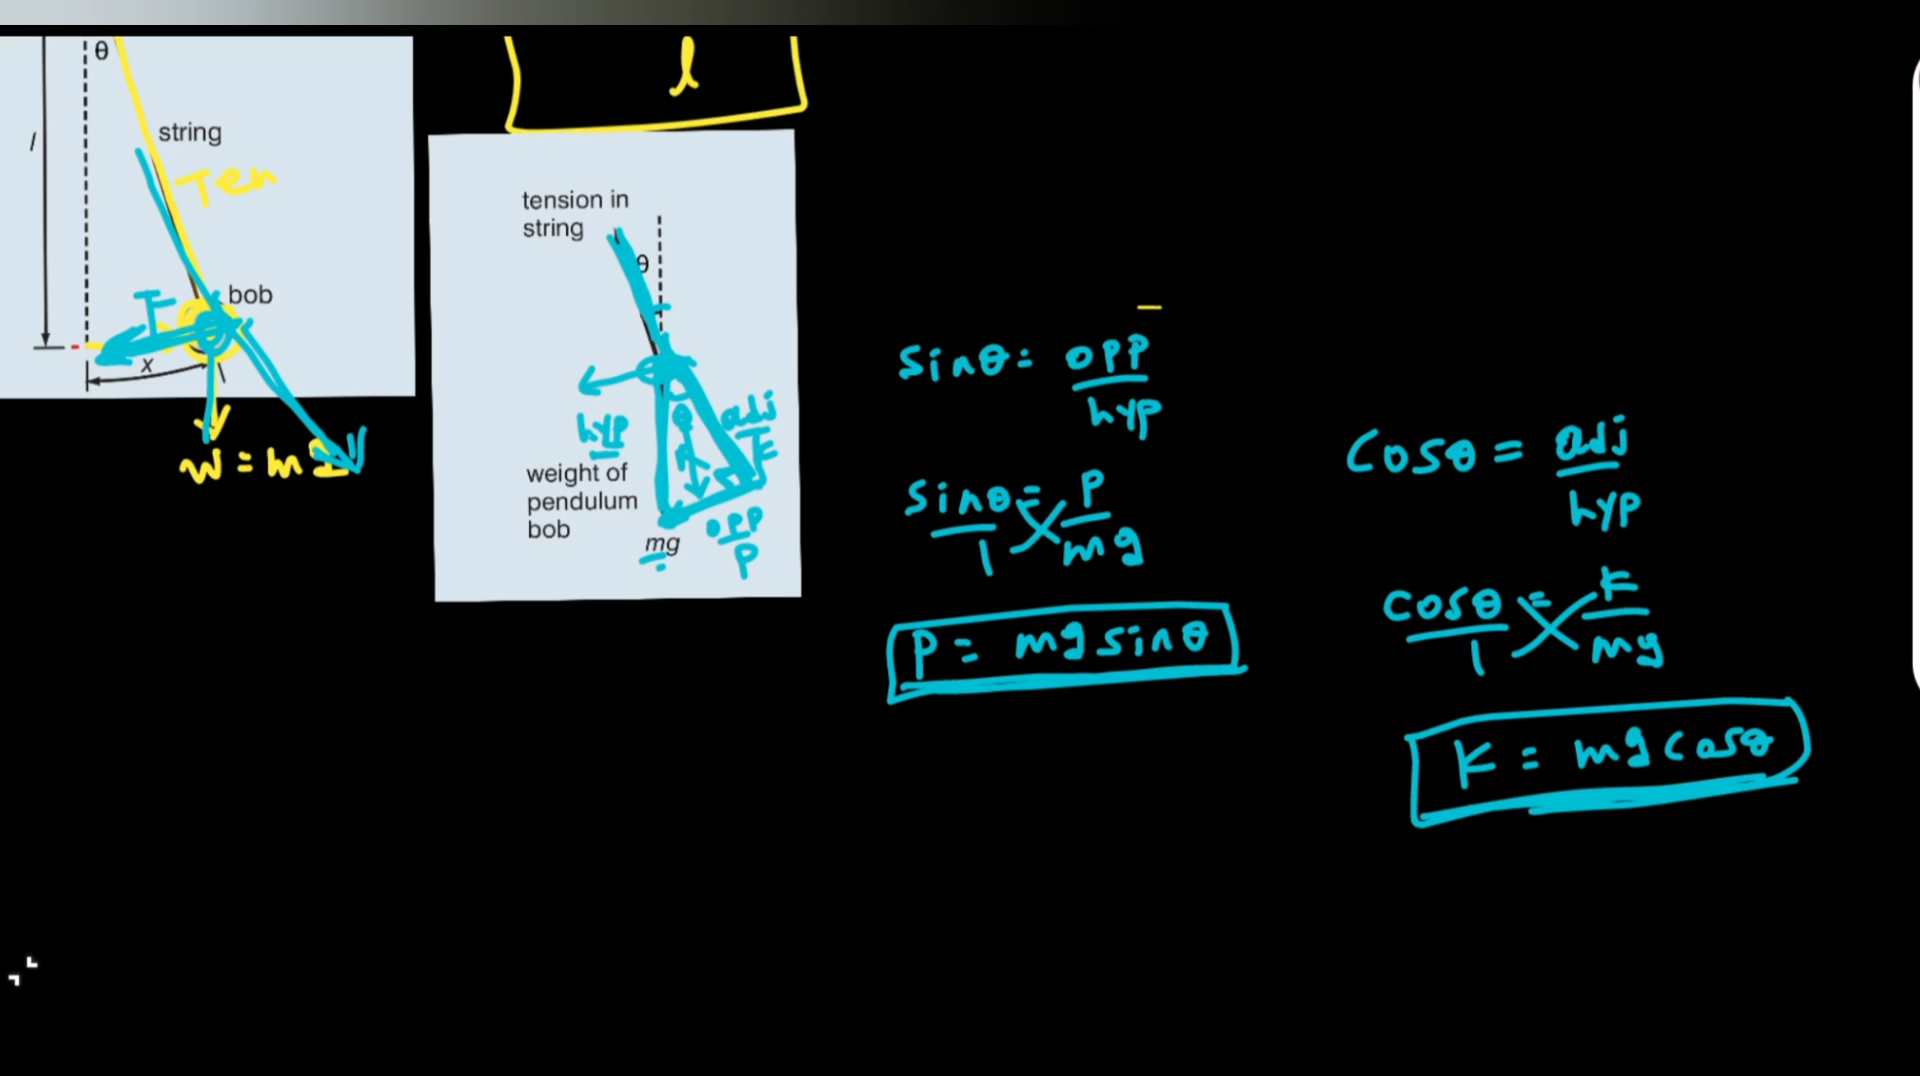 θ
l
string
Ten
l
bob
F
x
W = mg
tension in
string
θ
hyp
θ
adj
K
weight of
pendulum
bob
opp
P
mg
Sinθ = opp
hyp
Sinθ = P
1 mg
P = mg sinθ
Cosθ = adj
hyp
Cosθ = K
1 mg
K = mg cosθ